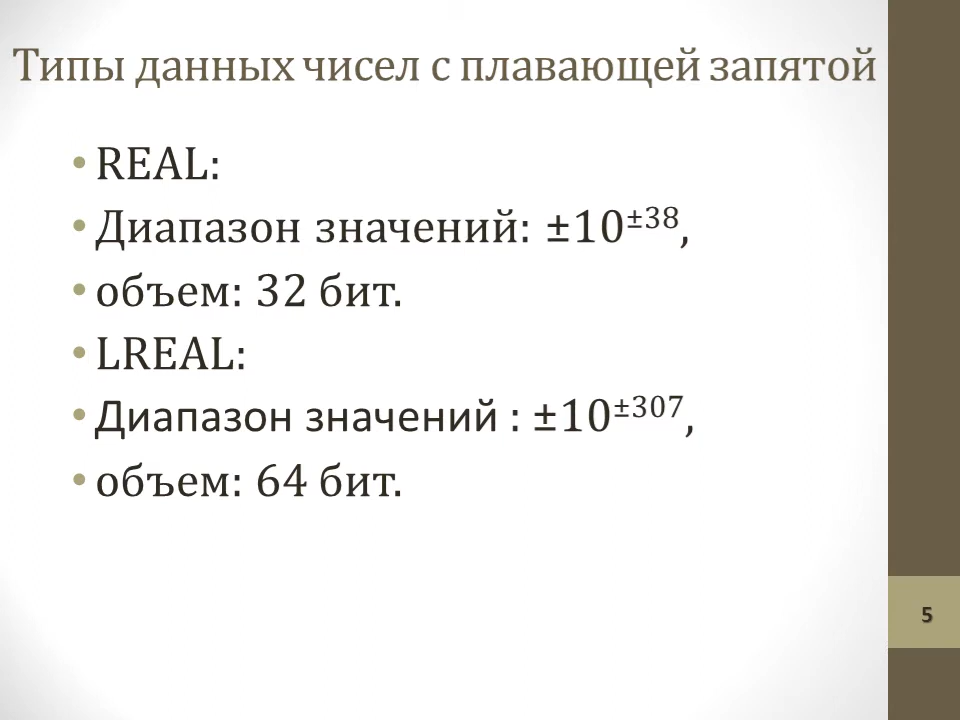 Типы данных чисел с плавающей запятой
• REAL:
• Диапазон значений: ±10^±38,
• объем: 32 бит.
• LREAL:
• Диапазон значений : ±10^±307,
• объем: 64 бит.
5